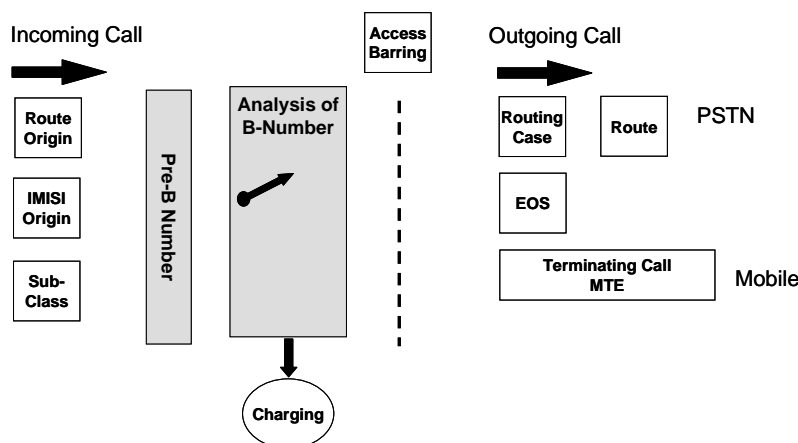 Incoming Call
Access
Barring
Outgoing Call
Route
Origin
IMISI
Origin
Sub-
Class
Pre-B Number
Analysis of
B-Number
Charging
Routing
Case
Route
PSTN
EOS
Terminating Call
MTE
Mobile